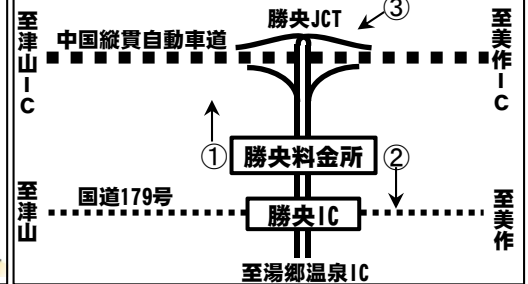 勝央JCT
③
至津山IC
中国縦貫自動車道
至美作IC
①
勝央料金所
②
至津山
国道179号
勝央IC
至美作
至湯郷温泉IC